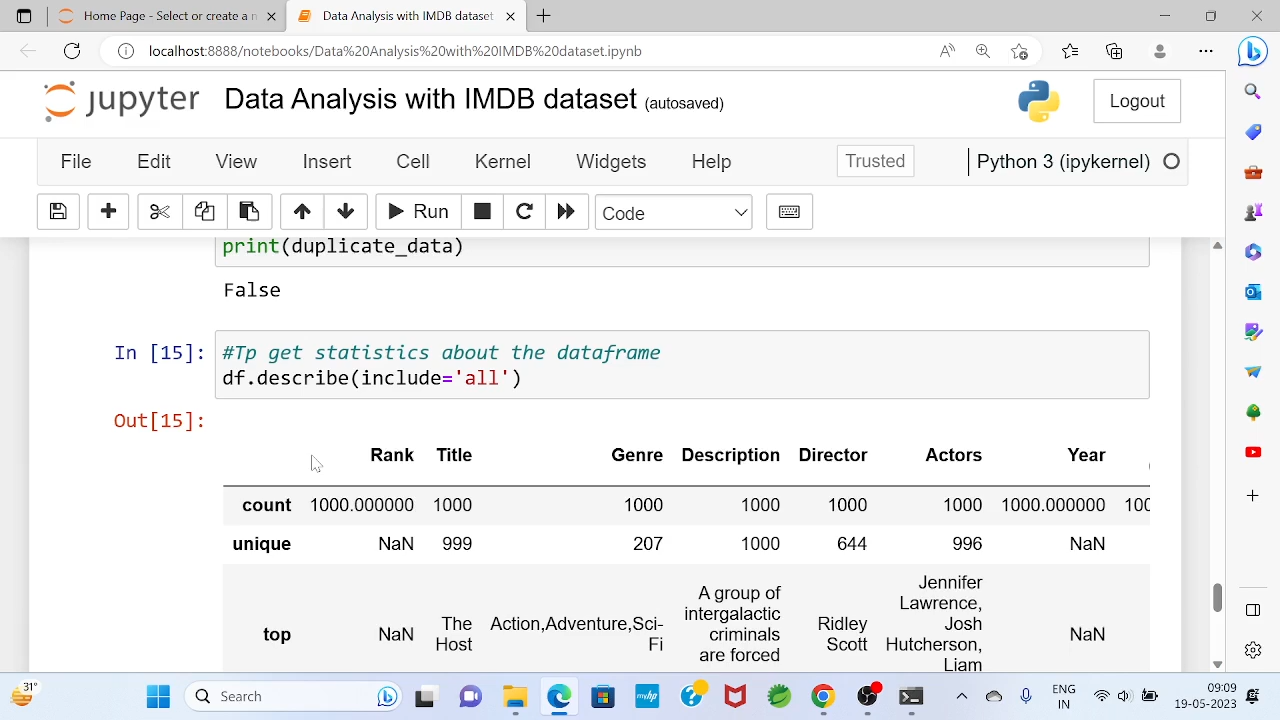 Home Page - Select or create a n
Data Analysis with IMDB dataset
localhost:8888/notebooks/Data%20Analysis%20with%20IMDB%20dataset.ipynb
jupyter Data Analysis with IMDB dataset (autosaved)
Logout
File Edit View Insert Cell Kernel Widgets Help
Trusted
Python 3 (ipykernel)
Run
Code
print(duplicate_data)
False
In [15]: #Tp get statistics about the dataframe
df.describe(include='all')
Out[15]:
Rank Title Genre Description Director Actors Year
count 1000.000000 1000 1000 1000 1000 1000 1000.000000 100
unique NaN 999 207 1000 644 996 NaN
top NaN The Host Action,Adventure,Sci-Fi A group of intergalactic criminals are forced Ridley Scott Jennifer Lawrence, Josh Hutcherson, Liam NaN
31°
Search
ENG
IN
09:09
19-05-2023